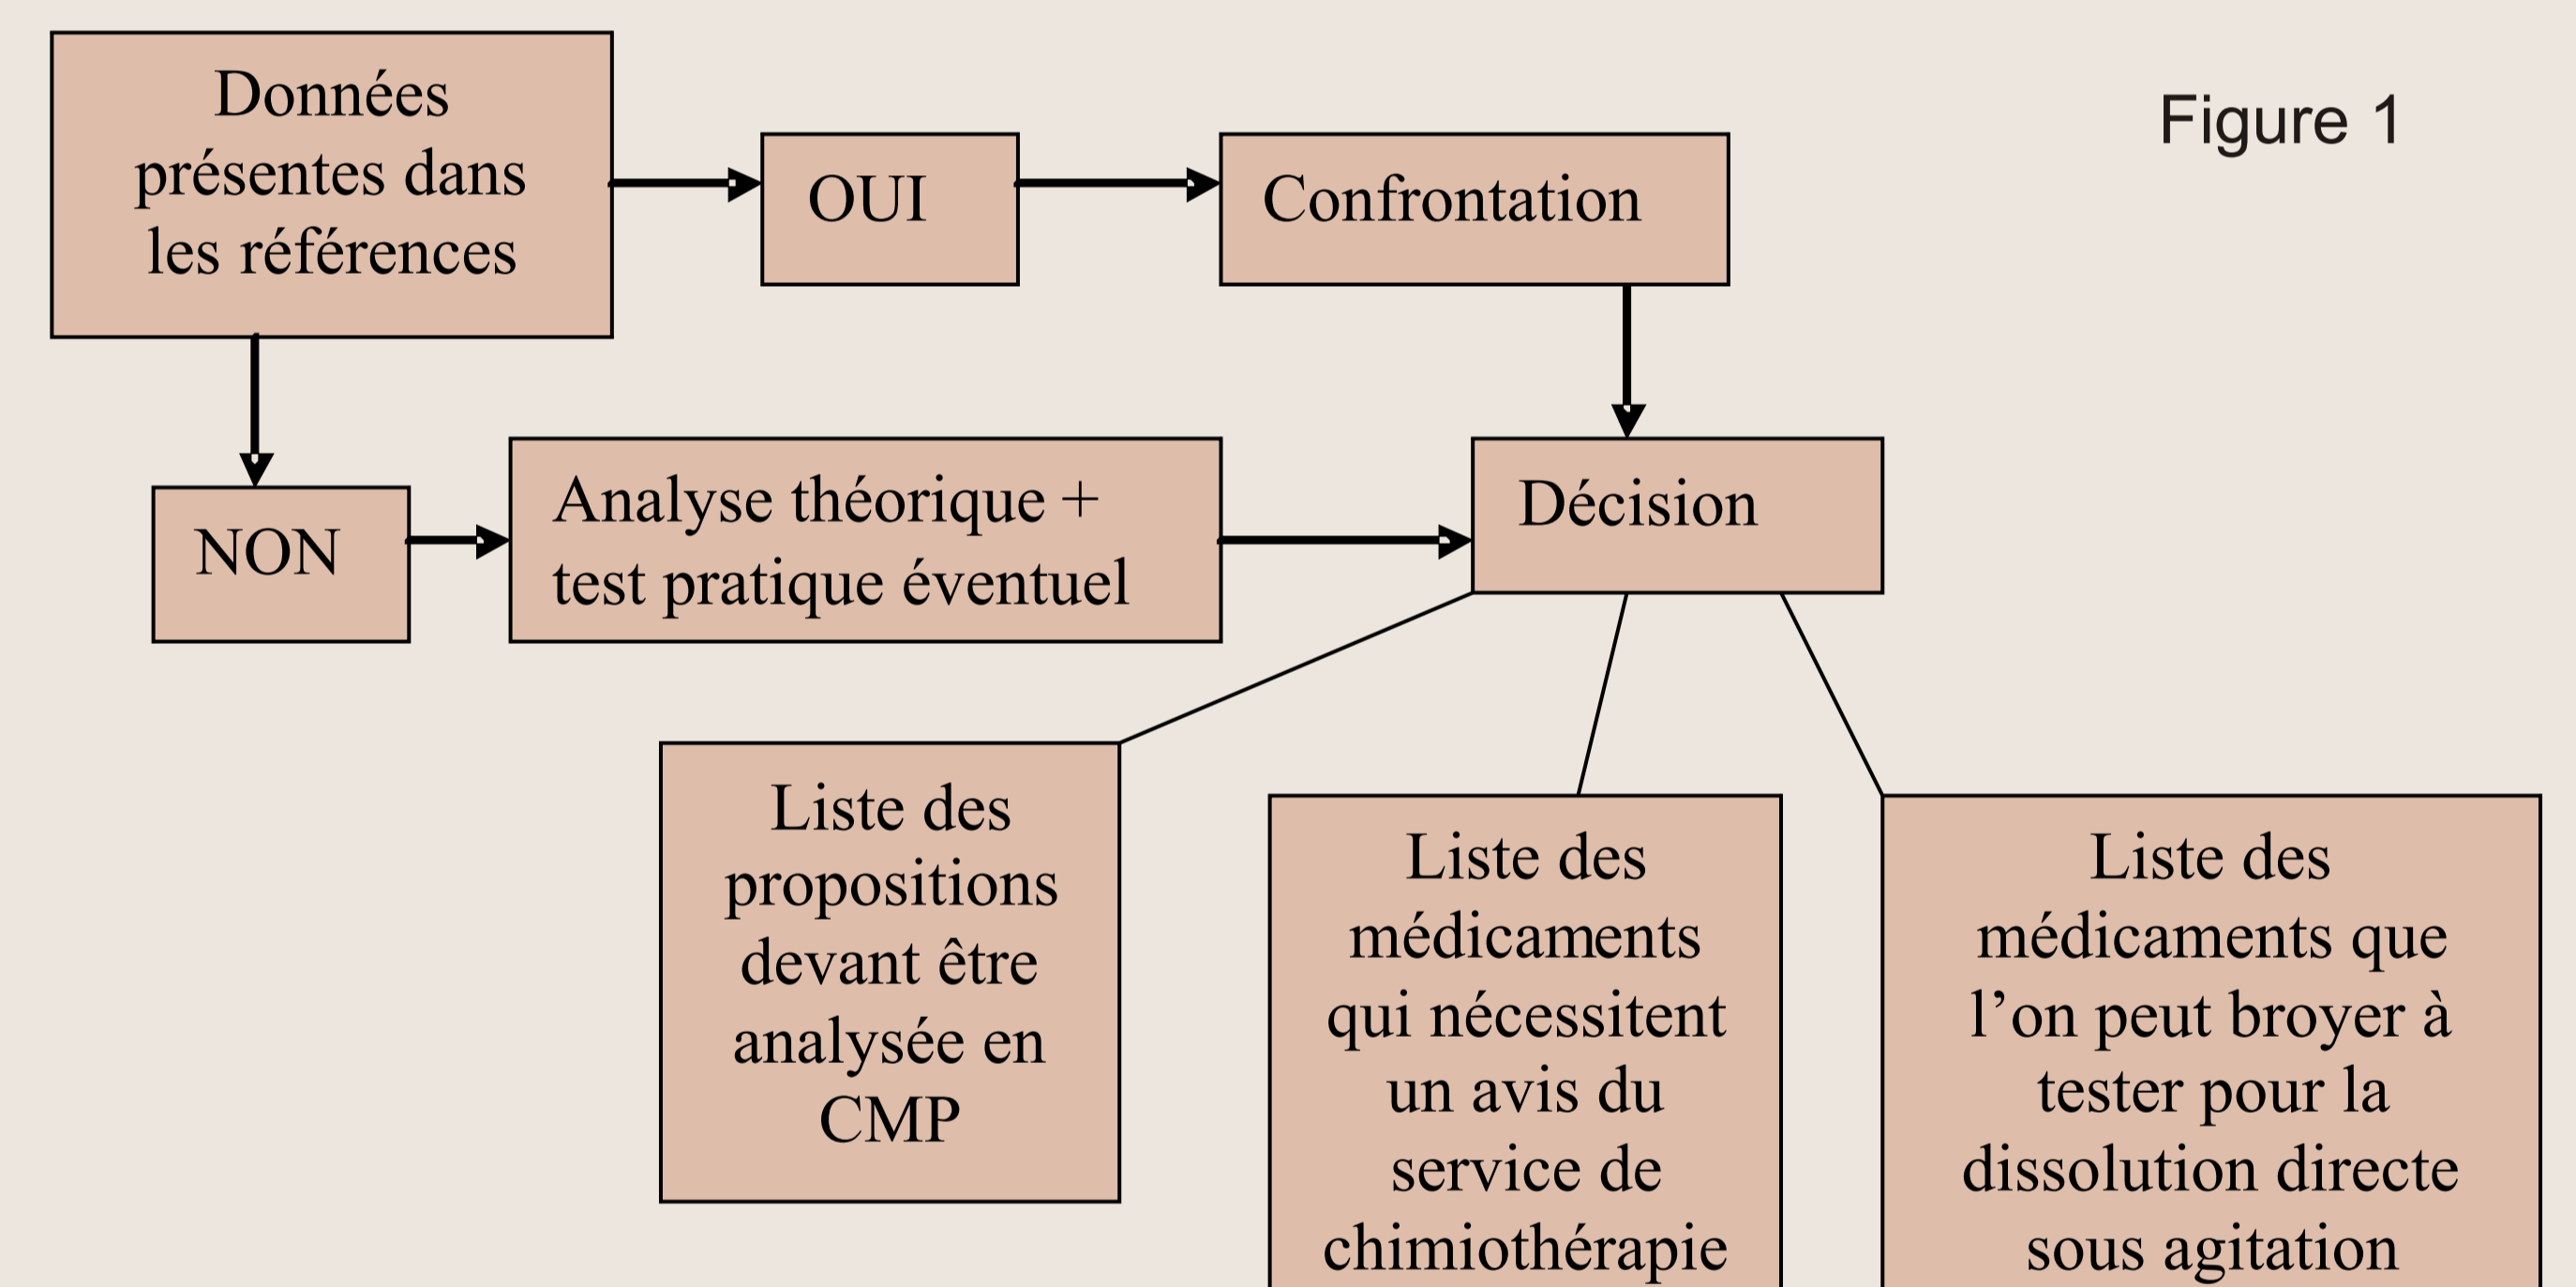 Données
présentes dans
les références
OUI
Confrontation
Figure 1
NON
Analyse théorique +
test pratique éventuel
Décision
Liste des
propositions
devant être
analysée en
CMP
Liste des
médicaments
qui nécessitent
un avis du
service de
chimiothérapie
Liste des
médicaments que
l’on peut broyer à
tester pour la
dissolution directe
sous agitation